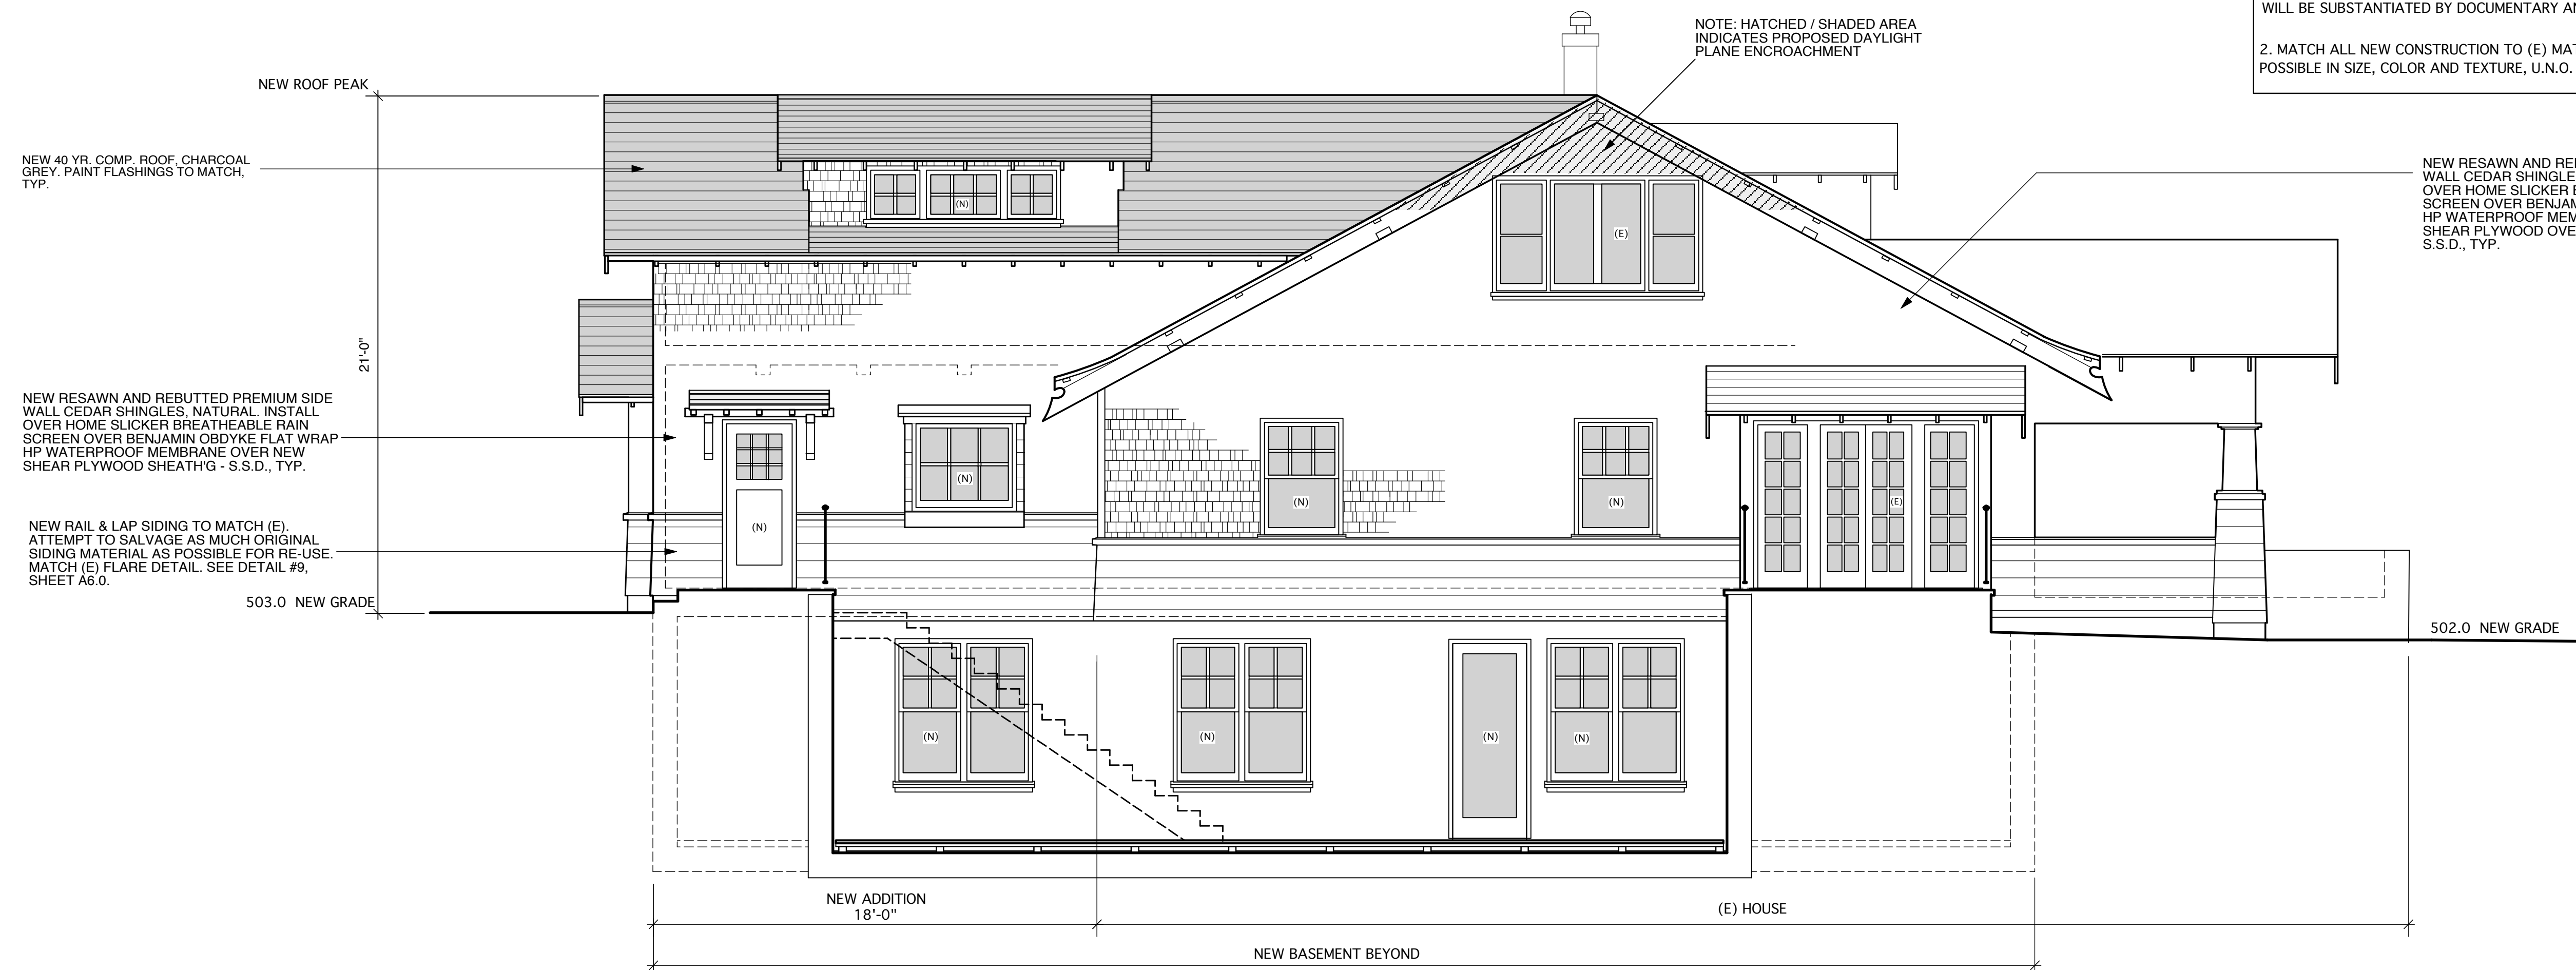 WILL BE SUBSTANTIATED BY DOCUMENTARY
2. MATCH ALL NEW CONSTRUCTION TO (E)
POSSIBLE IN SIZE, COLOR AND TEXTURE, U.N.O.
NOTE: HATCHED / SHADED AREA
INDICATES PROPOSED DAYLIGHT
PLANE ENCROACHMENT
NEW ROOF PEAK
NEW 40 YR. COMP. ROOF, CHARCOAL
GREY. PAINT FLASHINGS TO MATCH,
TYP.
(N)
(E)
NEW RESAWN AND
WALL CEDAR SHINGLE
OVER HOME SLICKER
SCREEN OVER
HP WATERPROOF
SHEAR PLYWOOD
S.S.D., TYP.
21'-0"
NEW RESAWN AND REBUTTED PREMIUM SIDE
WALL CEDAR SHINGLES, NATURAL. INSTALL
OVER HOME SLICKER BREATHEABLE RAIN
SCREEN OVER BENJAMIN OBDYKE FLAT WRAP
HP WATERPROOF MEMBRANE OVER NEW
SHEAR PLYWOOD SHEATH'G - S.S.D., TYP.
(N)
(N)
(N)
(N)
(E)
NEW RAIL & LAP SIDING TO MATCH (E).
ATTEMPT TO SALVAGE AS MUCH ORIGINAL
SIDING MATERIAL AS POSSIBLE FOR RE-USE.
MATCH (E) FLARE DETAIL. SEE DETAIL #9,
SHEET A6.0.
503.0 NEW GRADE
502.0 NEW GRADE
(N)
(N)
(N)
(N)
NEW ADDITION
18'-0"
(E) HOUSE
NEW BASEMENT BEYOND